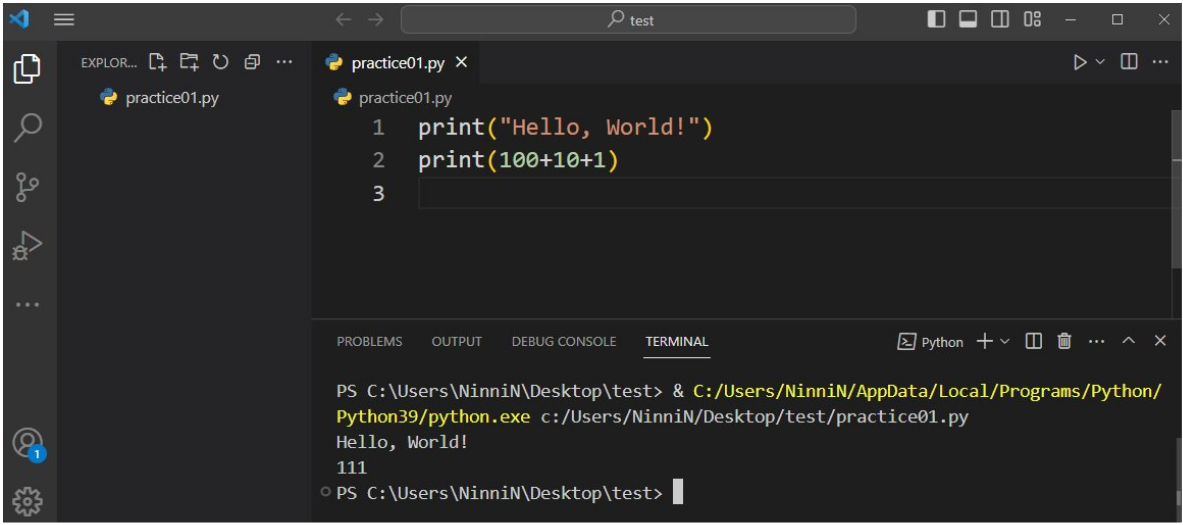 test
EXPLOR...
practice01.py
practice01.py
practice01.py
1 print("Hello, World!")
2 print(100+10+1)
3
PROBLEMS OUTPUT DEBUG CONSOLE TERMINAL Python
PS C:\Users\NinniN\Desktop\test> & C:/Users/NinniN/AppData/Local/Programs/Python/
Python39/python.exe c:/Users/NinniN/Desktop/test/practice01.py
Hello, World!
111
PS C:\Users\NinniN\Desktop\test>
1